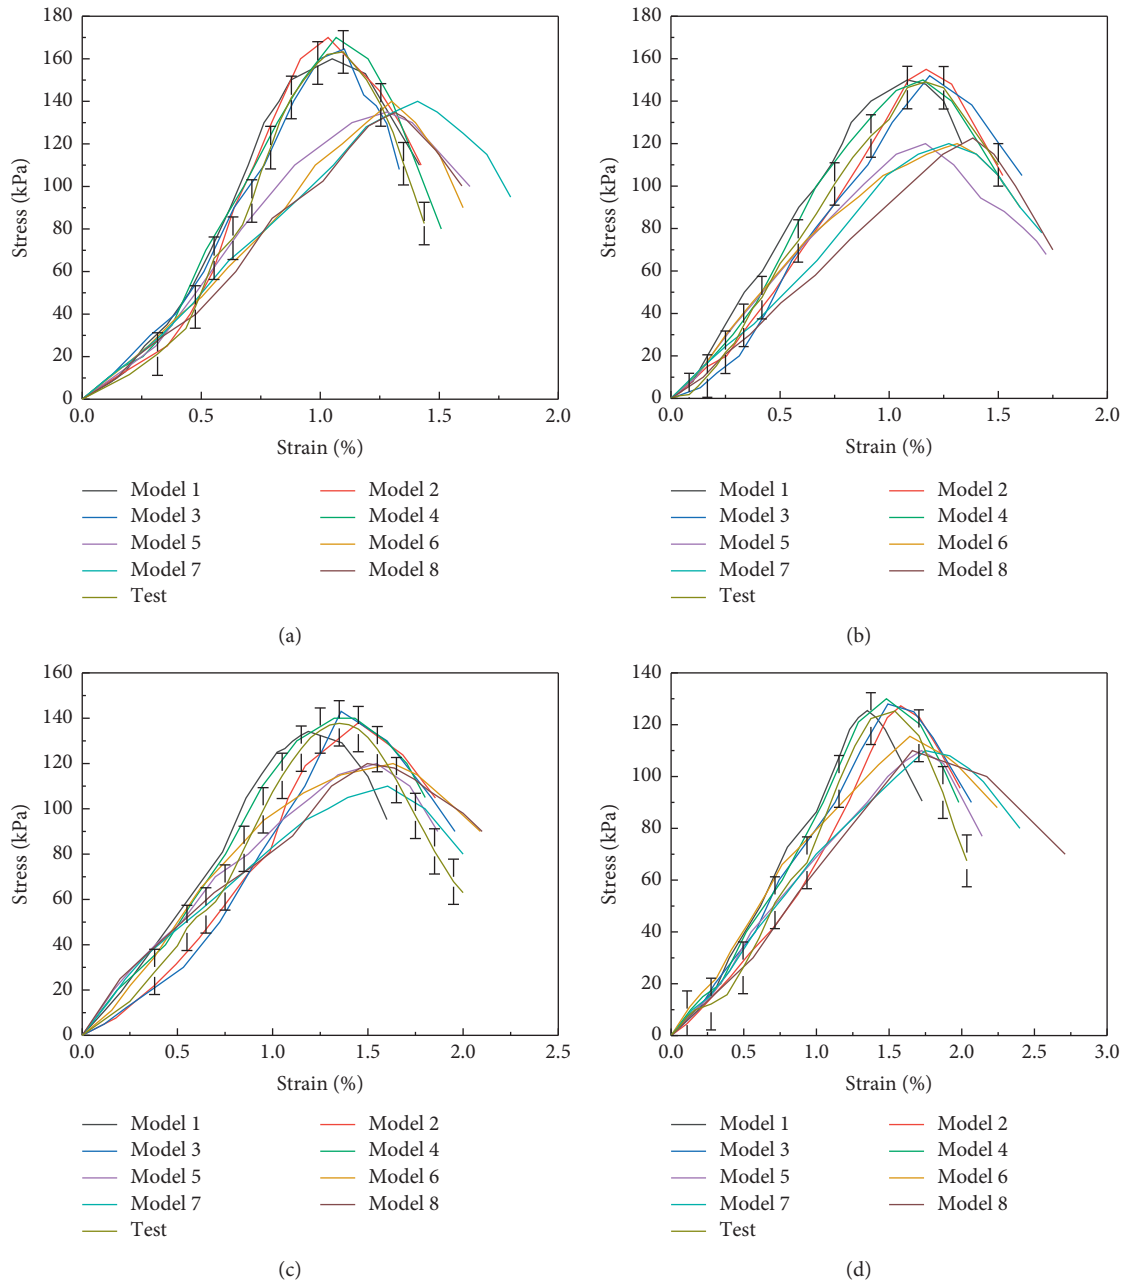 180
160
140
120
100
80
60
40
20
0
Stress (kPa)
0.0 0.5 1.0 1.5 2.0
Strain (%)
Model 1 Model 2
Model 3 Model 4
Model 5 Model 6
Model 7 Model 8
Test
(a)
180
160
140
120
100
80
60
40
20
0
Stress (kPa)
0.0 0.5 1.0 1.5 2.0
Strain (%)
Model 1 Model 2
Model 3 Model 4
Model 5 Model 6
Model 7 Model 8
Test
(b)
160
140
120
100
80
60
40
20
0
Stress (kPa)
0.0 0.5 1.0 1.5 2.0 2.5
Strain (%)
Model 1 Model 2
Model 3 Model 4
Model 5 Model 6
Model 7 Model 8
Test
(c)
140
120
100
80
60
40
20
0
Stress (kPa)
0.0 0.5 1.0 1.5 2.0 2.5 3.0
Strain (%)
Model 1 Model 2
Model 3 Model 4
Model 5 Model 6
Model 7 Model 8
Test
(d)